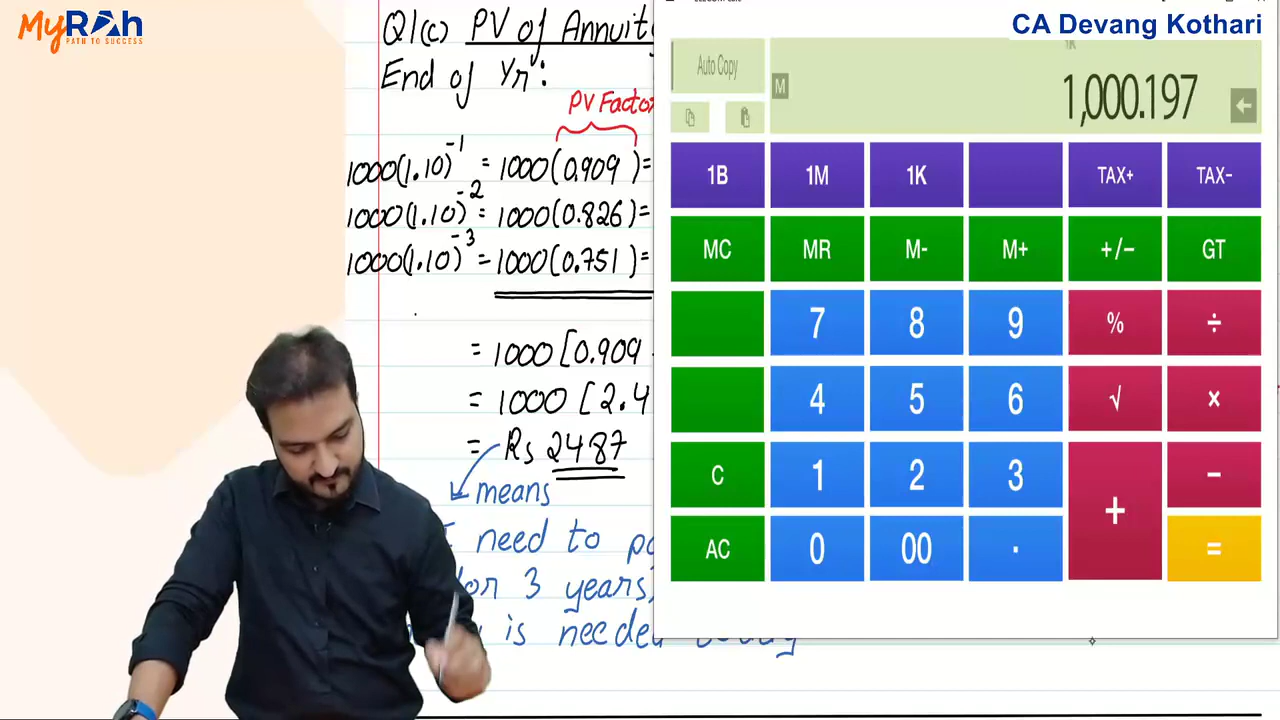 MyRAh
PATH TO SUCCESS
CA Devang Kothari
Q1(c) PV of Annuity
End of Yr:
PV Factor
1000(1.10)^-1 = 1000(0.909) =
1000(1.10)^-2 = 1000(0.826) =
1000(1.10)^-3 = 1000(0.751) =
= 1000 [0.909
= 1000 [2.4
= Rs 2487
means
need to pa
for 3 years,
is needed today
Auto Copy
M
1K
1,000.197
1B 1M 1K TAX+ TAX-
MC MR M- M+ +/- GT
7 8 9 % ÷
4 5 6 √ ×
C 1 2 3 + -
AC 0 00 . =